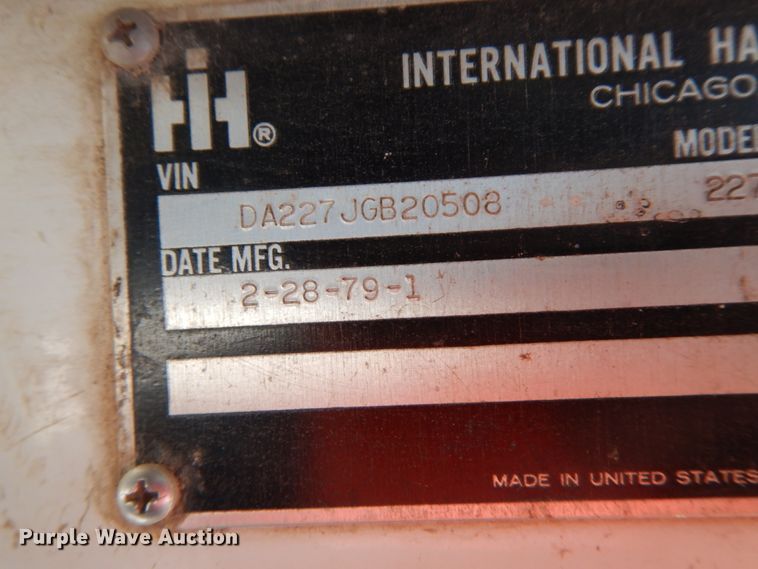 IH®
INTERNATIONAL HA
CHICAGO
VIN
MODEL
DA227JGB20508
227
DATE MFG.
2-28-79-1
MADE IN UNITED STATES
Purple Wave Auction